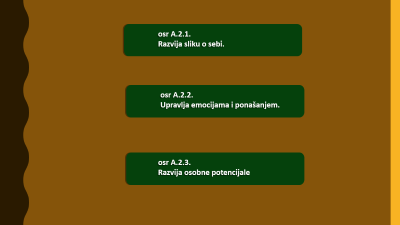 osr A.2.1.
Razvija sliku o sebi.
osr A.2.2.
Upravlja emocijama i ponašanjem.
osr A.2.3.
Razvija osobne potencijale